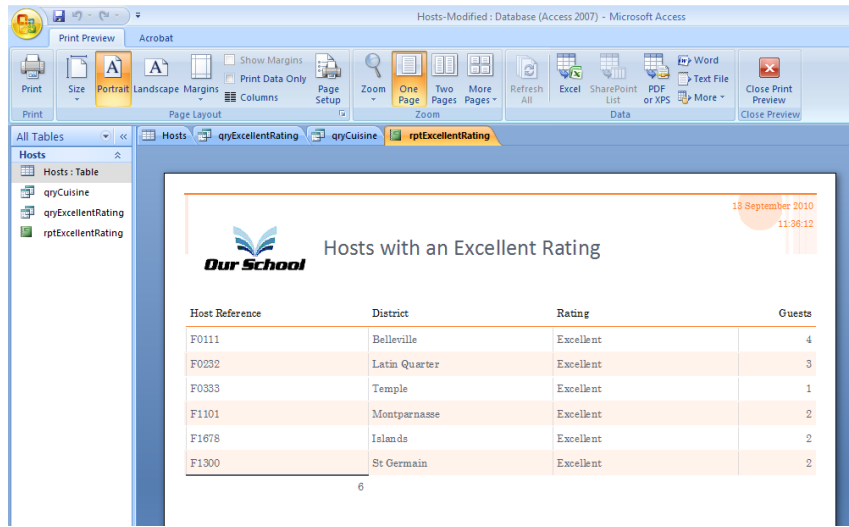 Hosts-Modified : Database (Access 2007) - Microsoft Access
Print Preview Acrobat
Print
Size Portrait Landscape Margins
Show Margins
Print Data Only
Columns
Page Setup
Zoom One Page Two Pages More Pages
Refresh All Excel SharePoint List PDF or XPS
Word
Text File
More
Close Print Preview
Print Page Layout Zoom Data Close Preview
All Tables
Hosts qryExcellentRating qryCuisine rptExcellentRating
Hosts
Hosts : Table
qryCuisine
qryExcellentRating
rptExcellentRating
13 September 2010
11:36:12
Our School
Hosts with an Excellent Rating
Host Reference District Rating Guests
F0111 Belleville Excellent 4
F0232 Latin Quarter Excellent 3
F0333 Temple Excellent 1
F1101 Montparnasse Excellent 2
F1678 Islands Excellent 2
F1300 St Germain Excellent 2
6